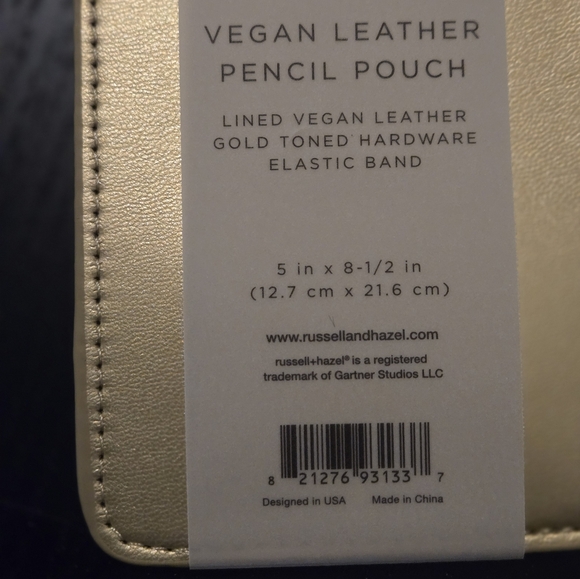 VEGAN LEATHER
PENCIL POUCH
LINED VEGAN LEATHER
GOLD TONED HARDWARE
ELASTIC BAND
5 in x 8-1/2 in
(12.7 cm x 21.6 cm)
www.russellandhazel.com
russell+hazel® is a registered
trademark of Gartner Studios LLC
8 21276 93133 7
Designed in USA Made in China